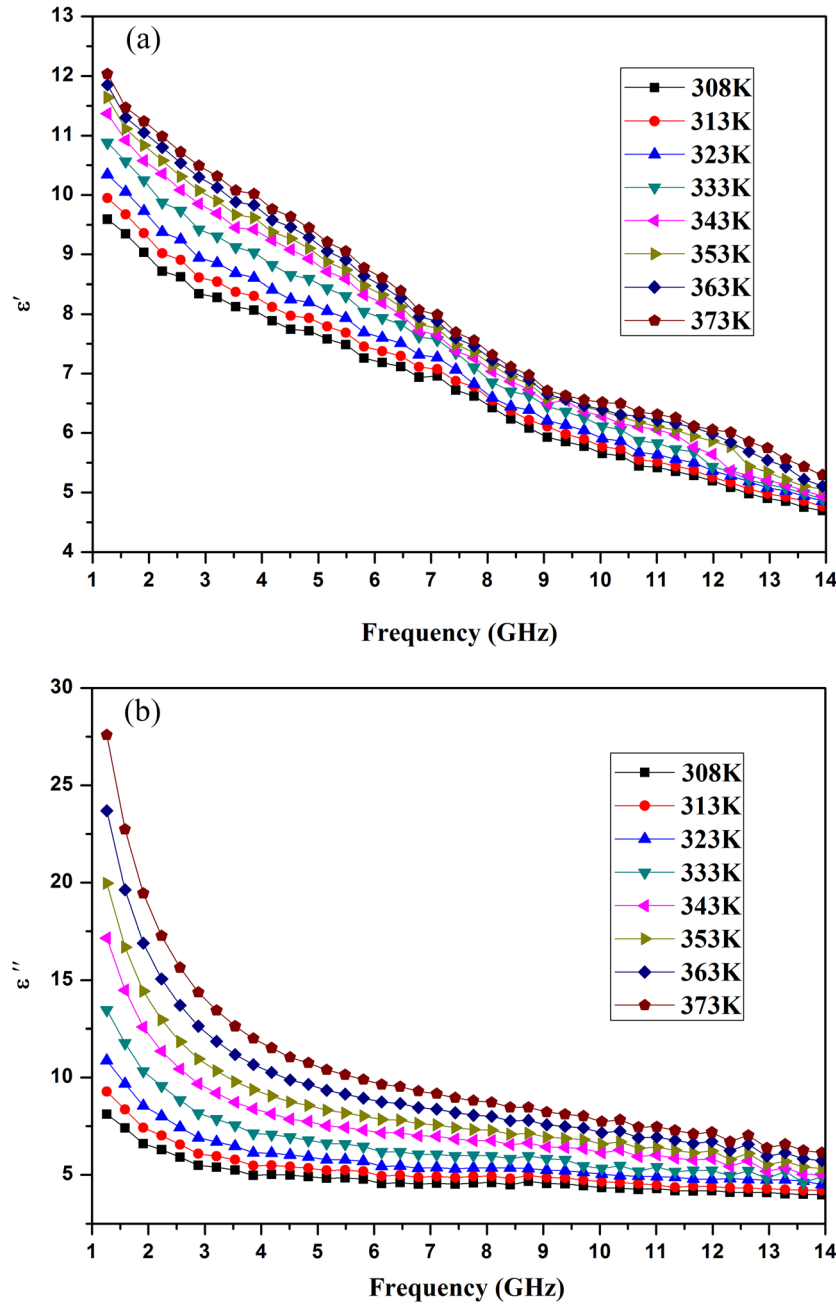 (a)
13
12
11
10
9
8
7
6
5
4
ε′
308K
313K
323K
333K
343K
353K
363K
373K
1 2 3 4 5 6 7 8 9 10 11 12 13 14
Frequency (GHz)
(b)
30
25
20
15
10
5
ε″
308K
313K
323K
333K
343K
353K
363K
373K
1 2 3 4 5 6 7 8 9 10 11 12 13 14
Frequency (GHz)